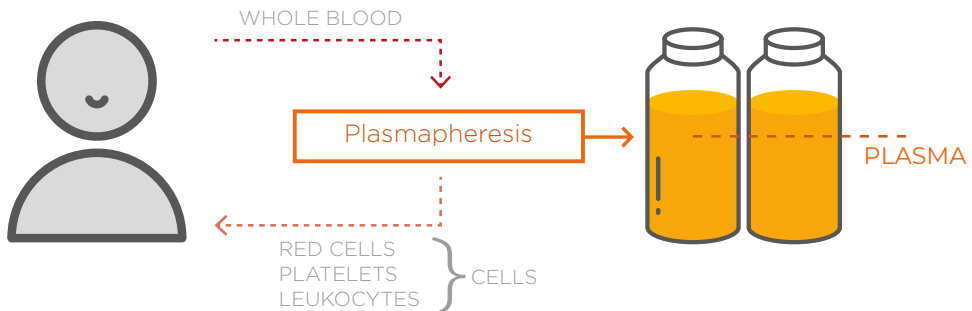 WHOLE BLOOD
Plasmapheresis
PLASMA
RED CELLS
PLATELETS
LEUKOCYTES
CELLS